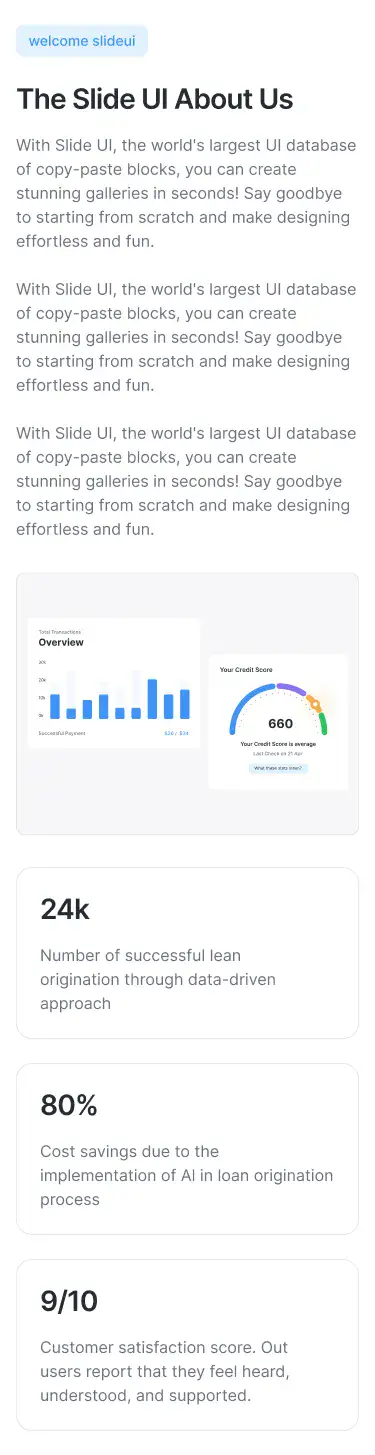 welcome slideui
The Slide UI About Us
With Slide UI, the world's largest UI database
of copy-paste blocks, you can create
stunning galleries in seconds! Say goodbye
to starting from scratch and make designing
effortless and fun.
With Slide UI, the world's largest UI database
of copy-paste blocks, you can create
stunning galleries in seconds! Say goodbye
to starting from scratch and make designing
effortless and fun.
With Slide UI, the world's largest UI database
of copy-paste blocks, you can create
stunning galleries in seconds! Say goodbye
to starting from scratch and make designing
effortless and fun.
Total Transactions
Overview
30k
20k
10k
0k
Successful Payment
$26 / $34
Your Credit Score
660
Your Credit Score is average
Last Check on 21 Apr
What these stats mean?
24k
Number of successful lean
origination through data-driven
approach
80%
Cost savings due to the
implementation of AI in loan origination
process
9/10
Customer satisfaction score. Out
users report that they feel heard,
understood, and supported.